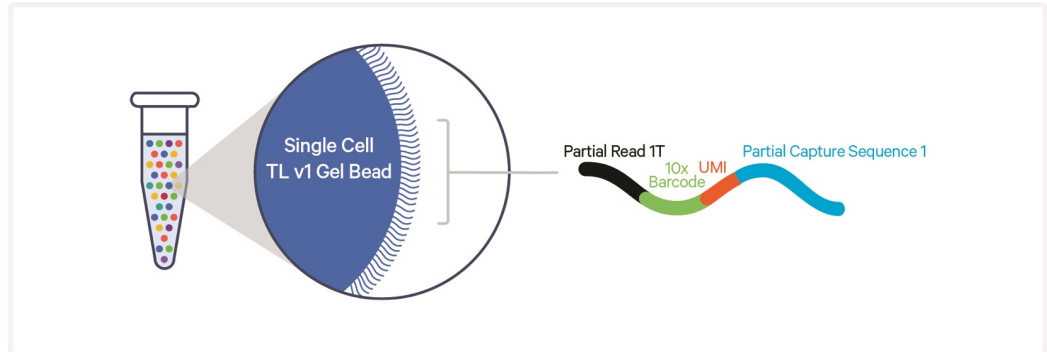 Single Cell
TL v1 Gel Bead
Partial Read 1T
10x
Barcode
UMI
Partial Capture Sequence 1